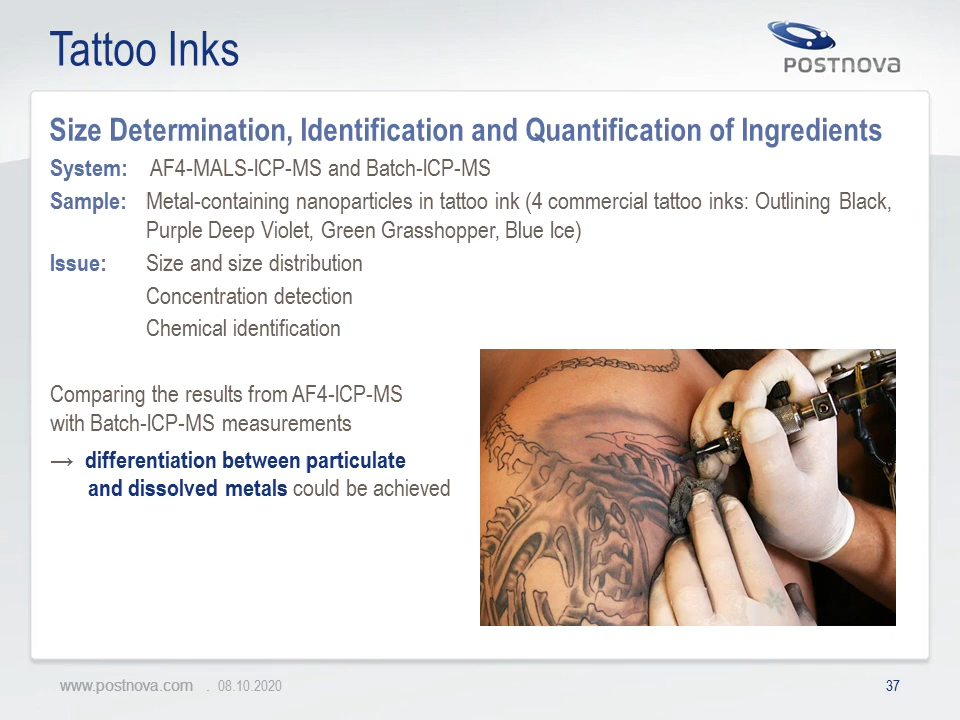 Tattoo Inks
POSTNOVA
Size Determination, Identification and Quantification of Ingredients
System: AF4-MALS-ICP-MS and Batch-ICP-MS
Sample: Metal-containing nanoparticles in tattoo ink (4 commercial tattoo inks: Outlining Black,
Purple Deep Violet, Green Grasshopper, Blue Ice)
Issue: Size and size distribution
Concentration detection
Chemical identification
Comparing the results from AF4-ICP-MS
with Batch-ICP-MS measurements
→ differentiation between particulate
and dissolved metals could be achieved
www.postnova.com . 08.10.2020
37